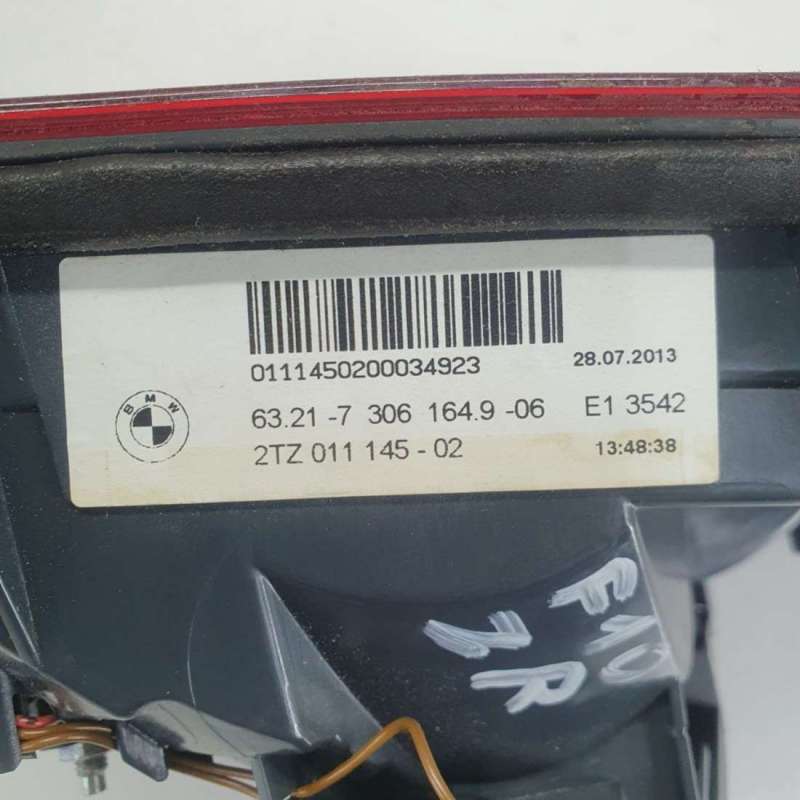 0111450200034923
28.07.2013
BMW
63.21-7 306 164.9-06 E1 3542
2TZ 011 145-02
13:48:38
F10
1R